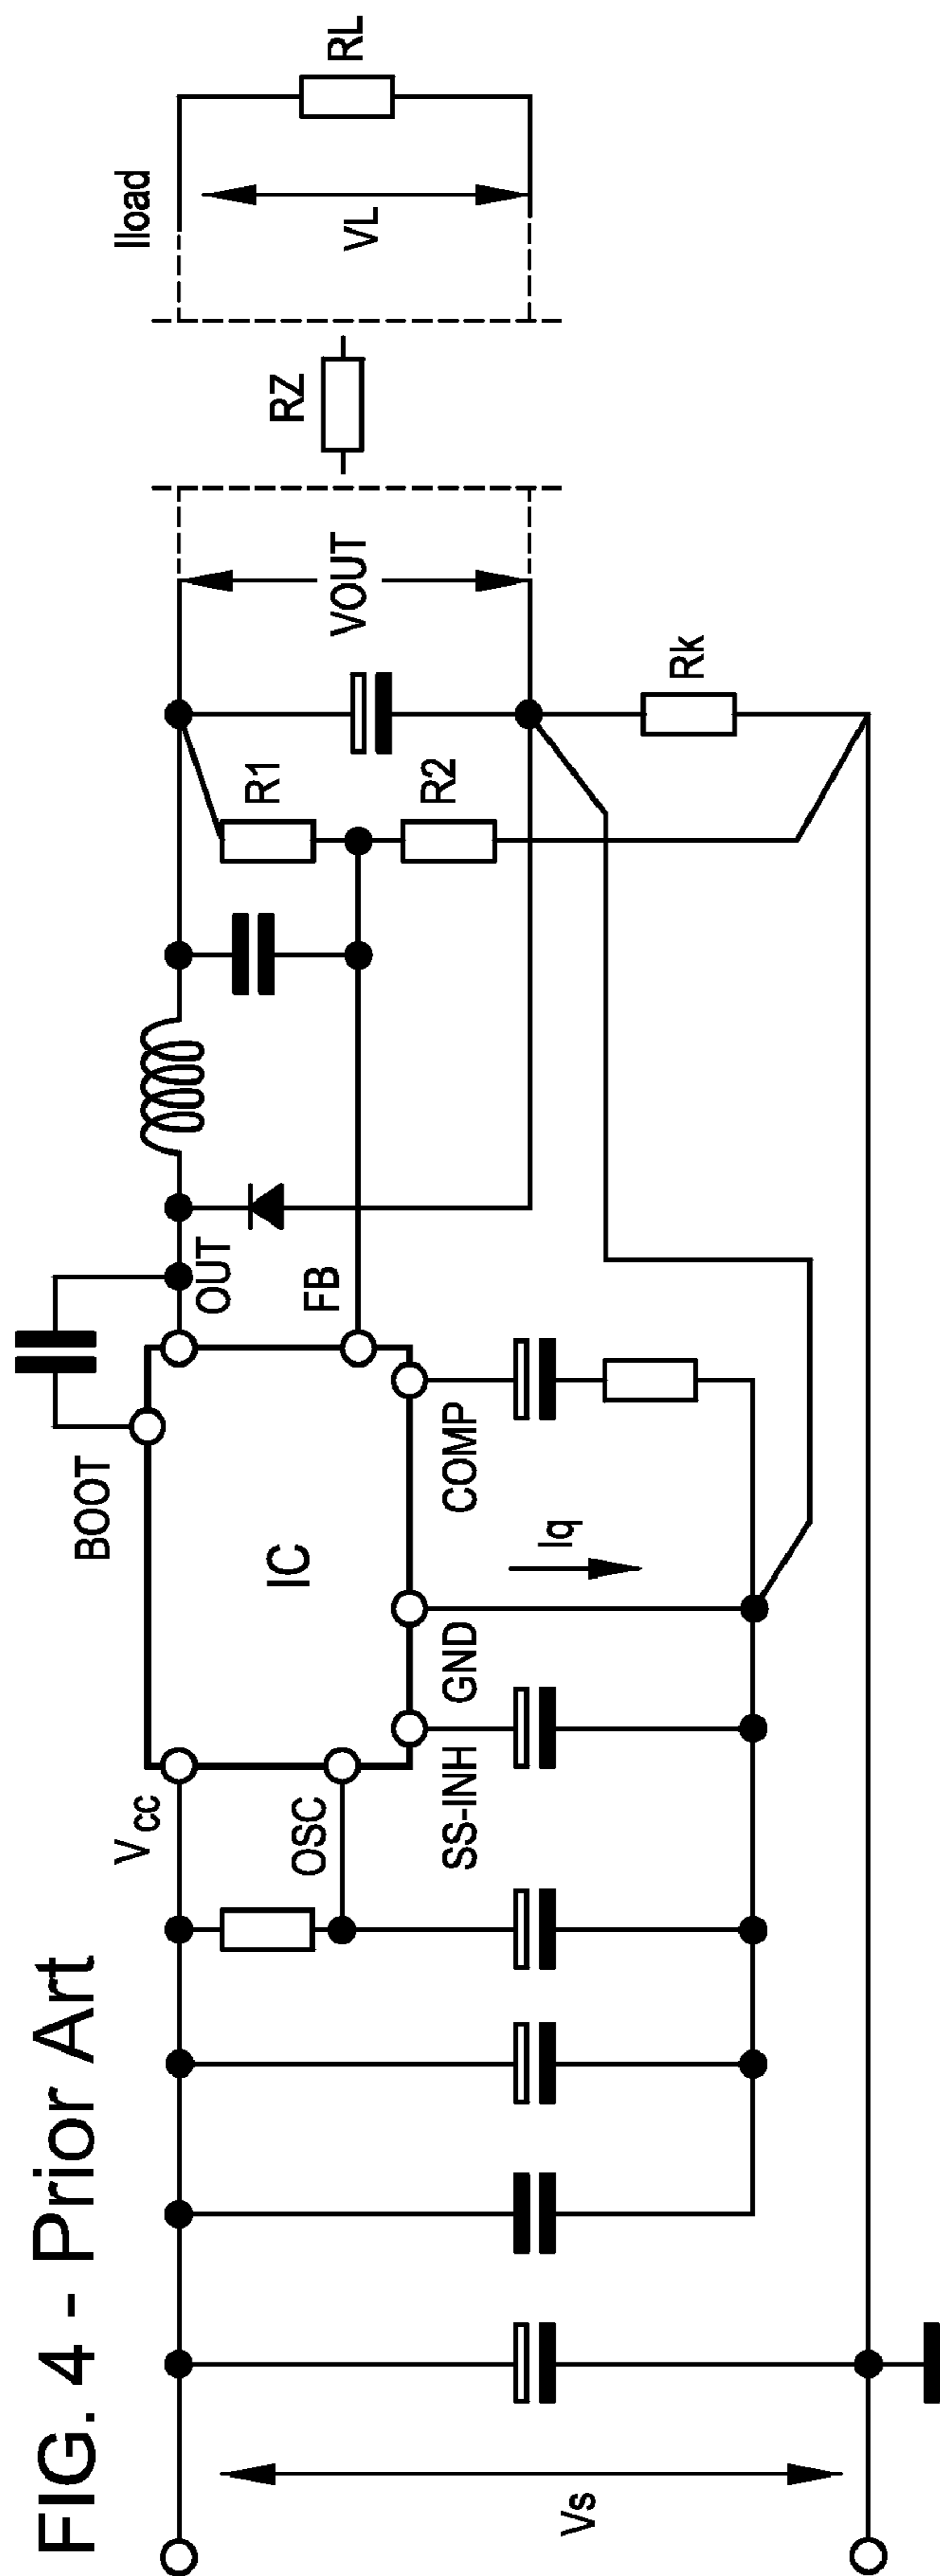 FIG. 4 - Prior Art
Vs
Vcc
OSC
SS-INH
GND
Iq
COMP
IC
BOOT
OUT
FB
R1
R2
Rk
VOUT
RZ
Iload
VL
RL